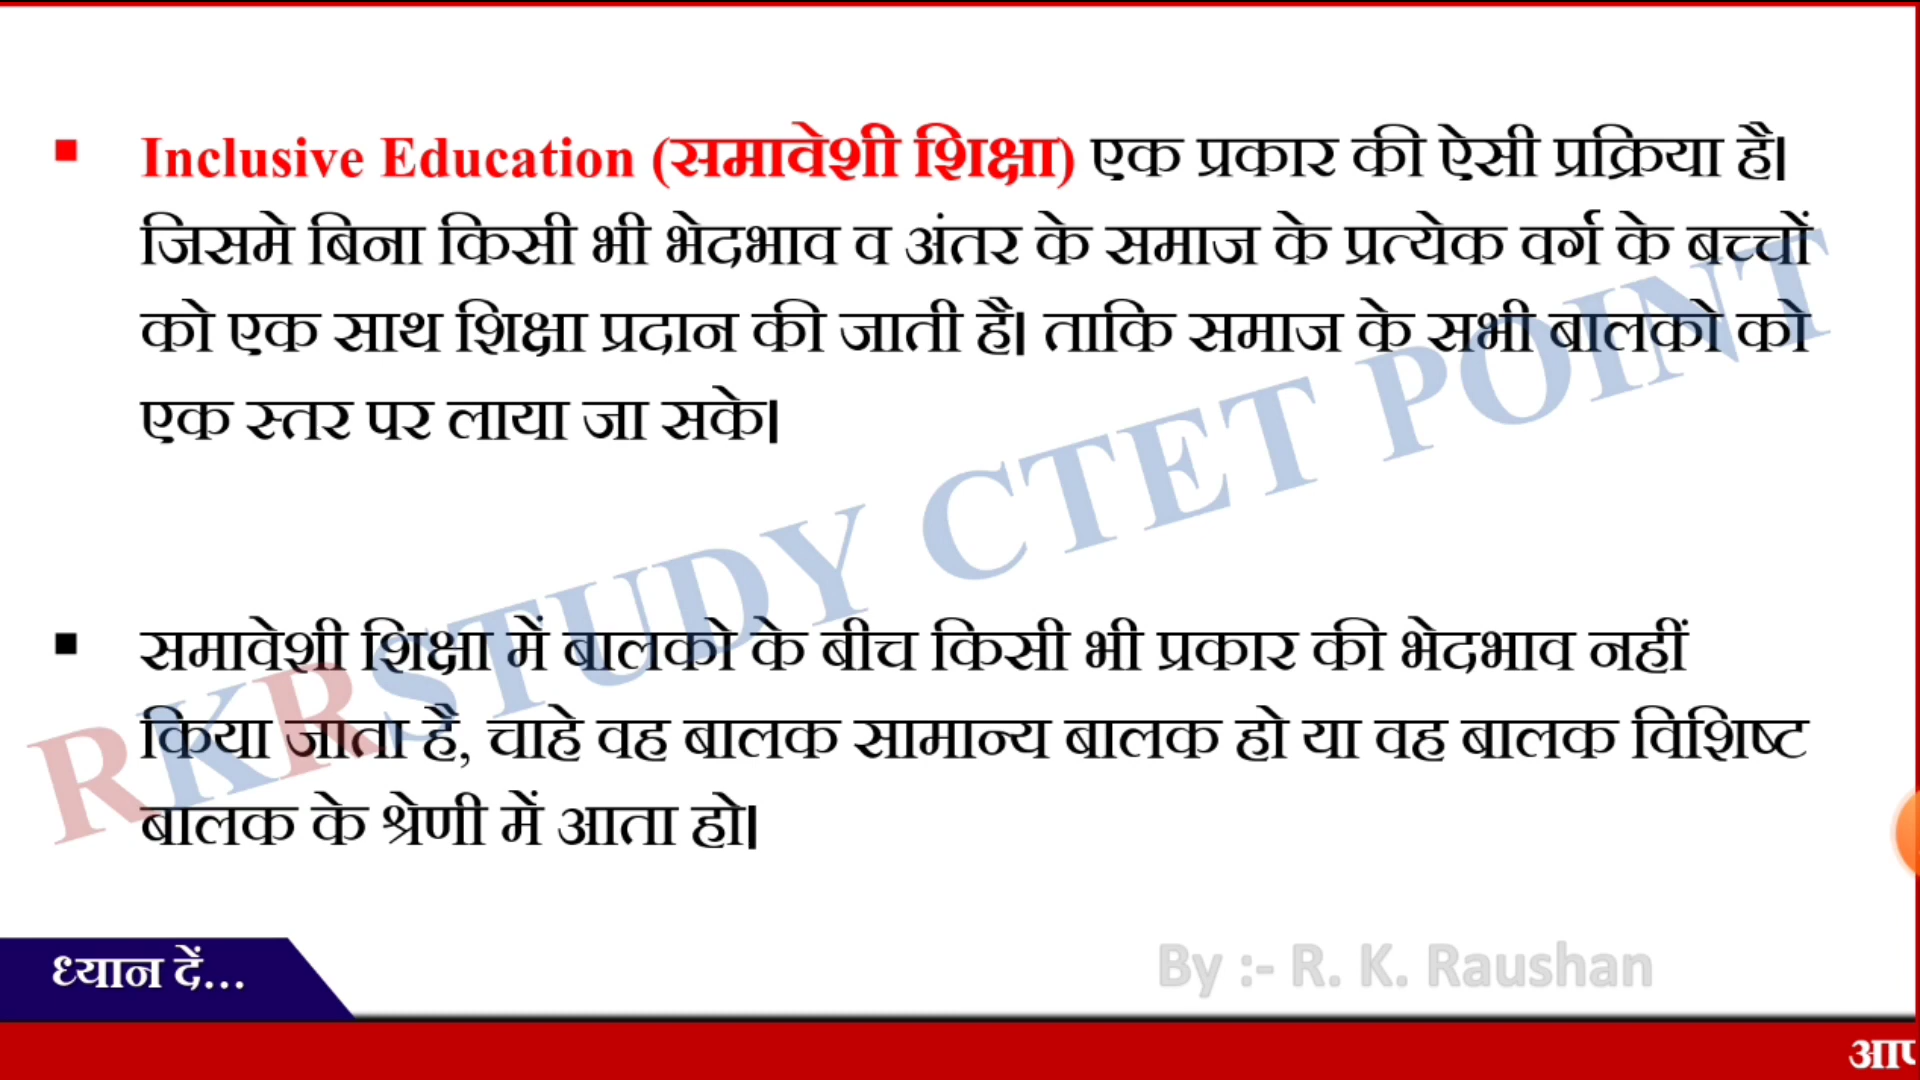 ▪ Inclusive Education (समावेशी शिक्षा) एक प्रकार की ऐसी प्रक्रिया है।
जिसमे बिना किसी भी भेदभाव व अंतर के समाज के प्रत्येक वर्ग के बच्चों
को एक साथ शिक्षा प्रदान की जाती है। ताकि समाज के सभी बालको को
एक स्तर पर लाया जा सके।
RKRSTUDY CTET POINT
▪ समावेशी शिक्षा में बालको के बीच किसी भी प्रकार की भेदभाव नहीं
किया जाता है, चाहे वह बालक सामान्य बालक हो या वह बालक विशिष्ट
बालक के श्रेणी में आता हो।
ध्यान दें...
By :- R. K. Raushan